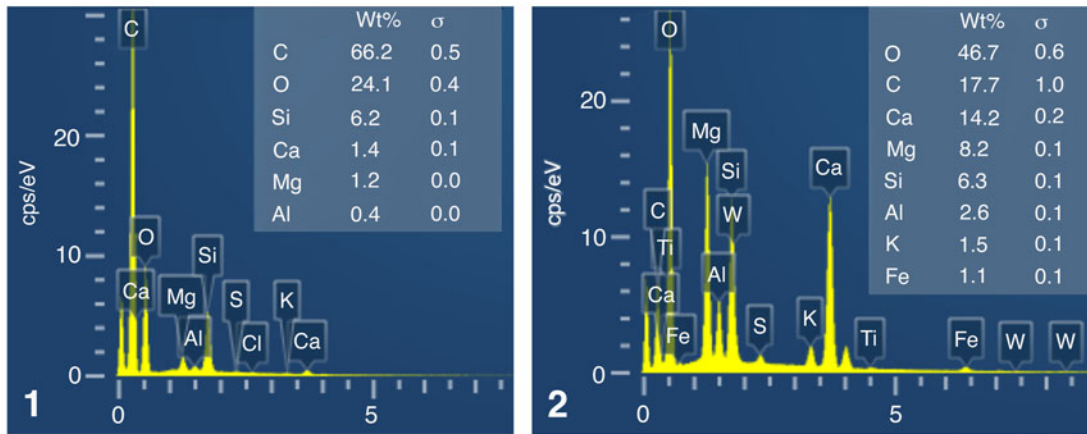 Wt% σ
C 66.2 0.5
O 24.1 0.4
Si 6.2 0.1
Ca 1.4 0.1
Mg 1.2 0.0
Al 0.4 0.0
C
O
Si
Ca
Mg
S
K
Al
Cl
Ca
cps/eV
20
10
0
0
5
1
Wt% σ
O 46.7 0.6
C 17.7 1.0
Ca 14.2 0.2
Mg 8.2 0.1
Si 6.3 0.1
Al 2.6 0.1
K 1.5 0.1
Fe 1.1 0.1
O
Mg
Si
Ca
C
W
Ti
Al
Ca
Fe
S
K
Ti
Fe
W
W
cps/eV
20
10
0
0
5
2